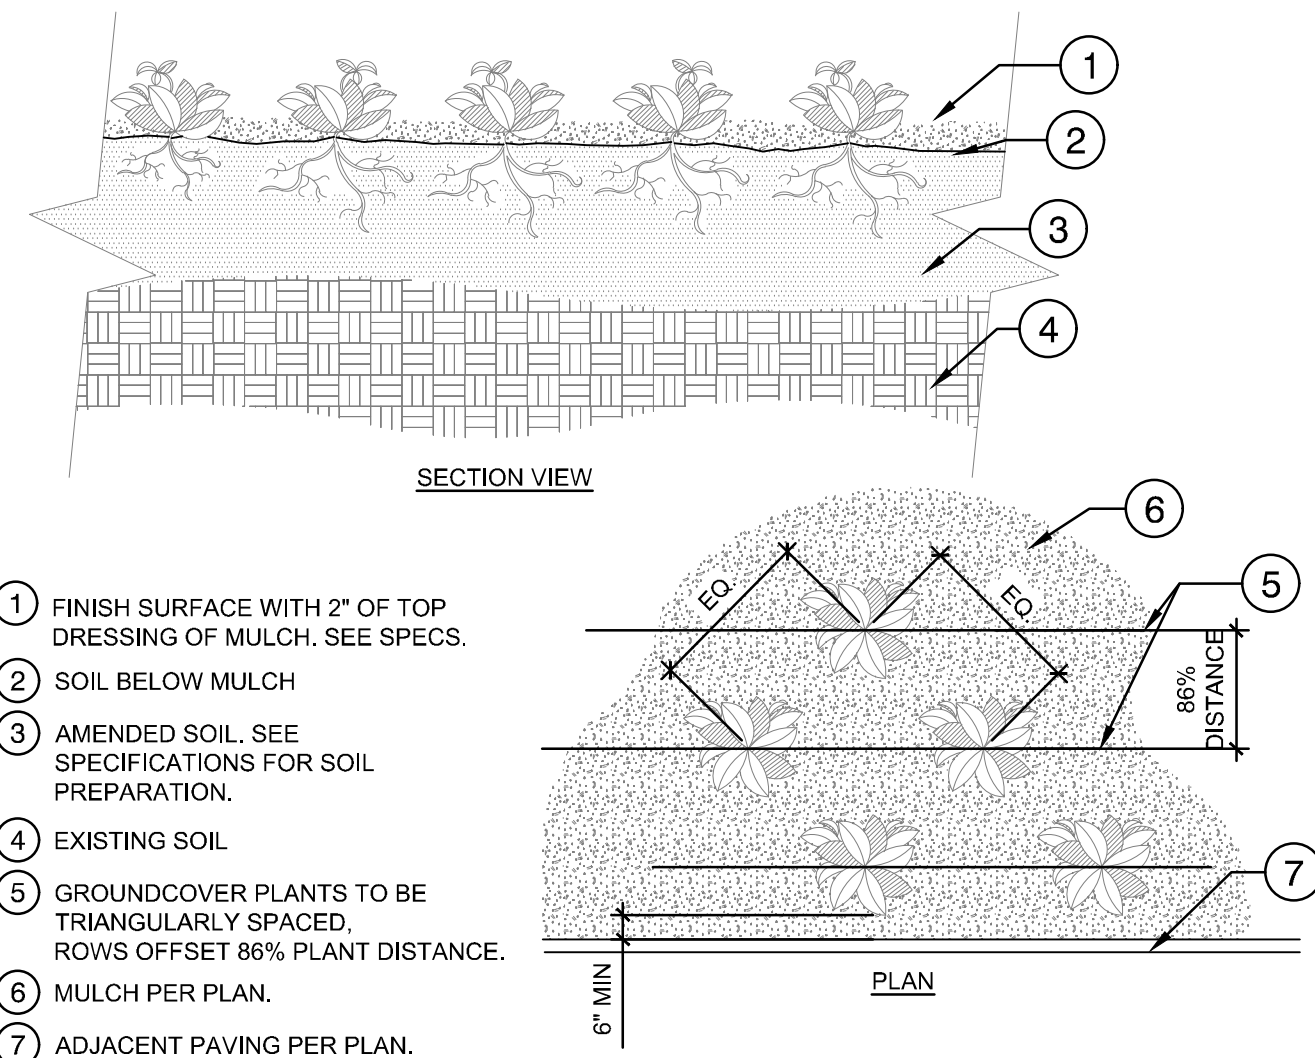 1
2
3
4
SECTION VIEW
6
5
EQ.
EQ.
86%
DISTANCE
7
6" MIN
PLAN
1 FINISH SURFACE WITH 2" OF TOP
DRESSING OF MULCH. SEE SPECS.
2 SOIL BELOW MULCH
3 AMENDED SOIL. SEE
SPECIFICATIONS FOR SOIL
PREPARATION.
4 EXISTING SOIL
5 GROUNDCOVER PLANTS TO BE
TRIANGULARLY SPACED,
ROWS OFFSET 86% PLANT DISTANCE.
6 MULCH PER PLAN.
7 ADJACENT PAVING PER PLAN.